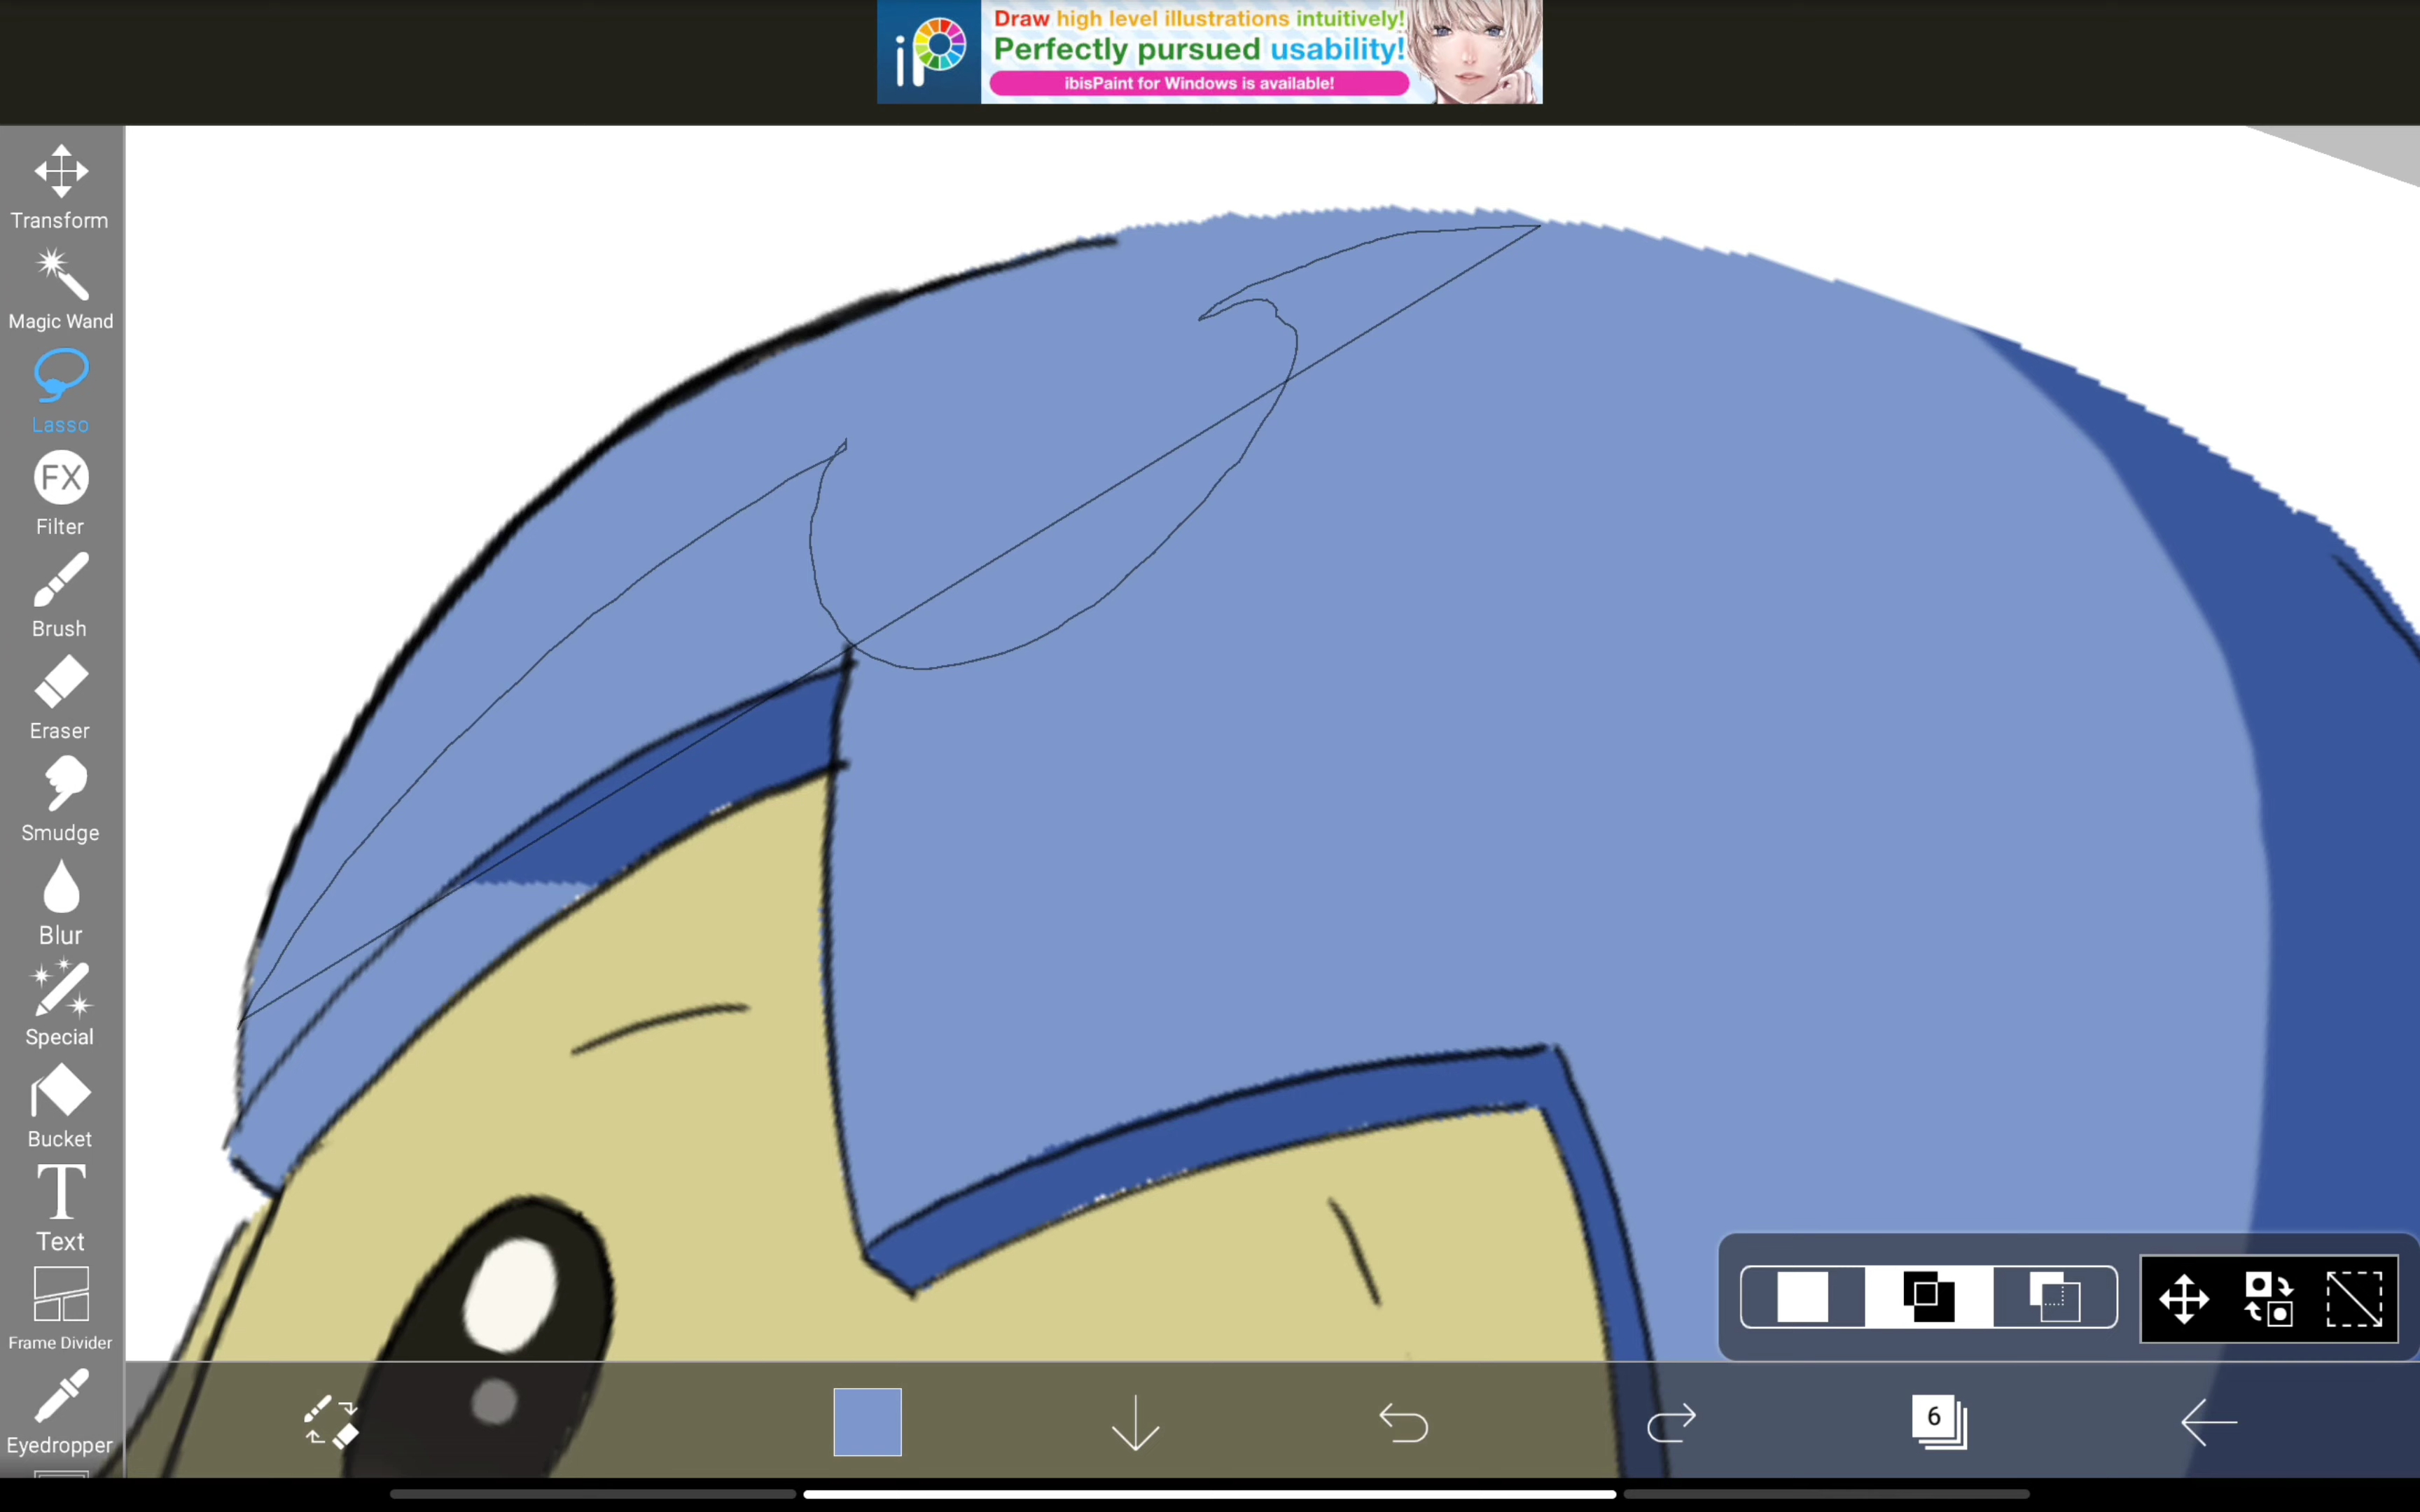 iP
Draw high level illustrations intuitively!
Perfectly pursued usability!
ibisPaint for Windows is available!
Transform
Magic Wand
Lasso
FX
Filter
Brush
Eraser
Smudge
Blur
Special
Bucket
T
Text
Frame Divider
Eyedropper
6